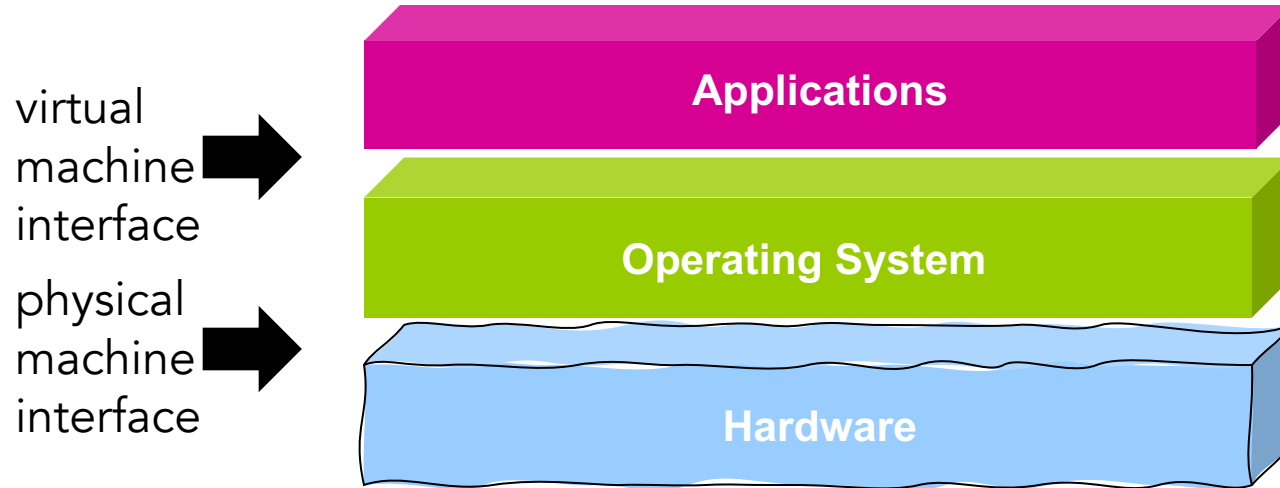 virtual
machine
interface
physical
machine
interface
Applications
Operating System
Hardware